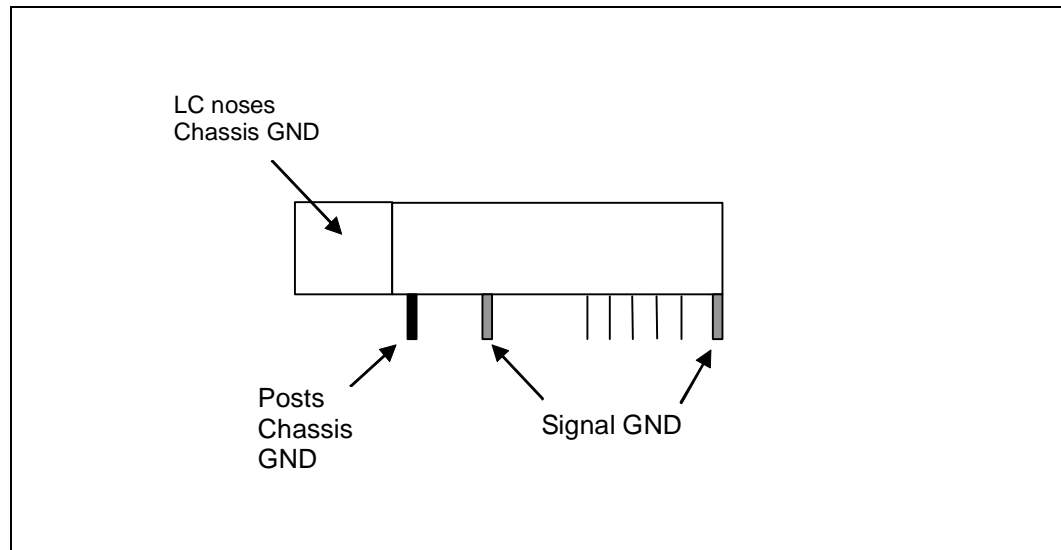 LC noses
Chassis GND
Posts
Chassis
GND
Signal GND